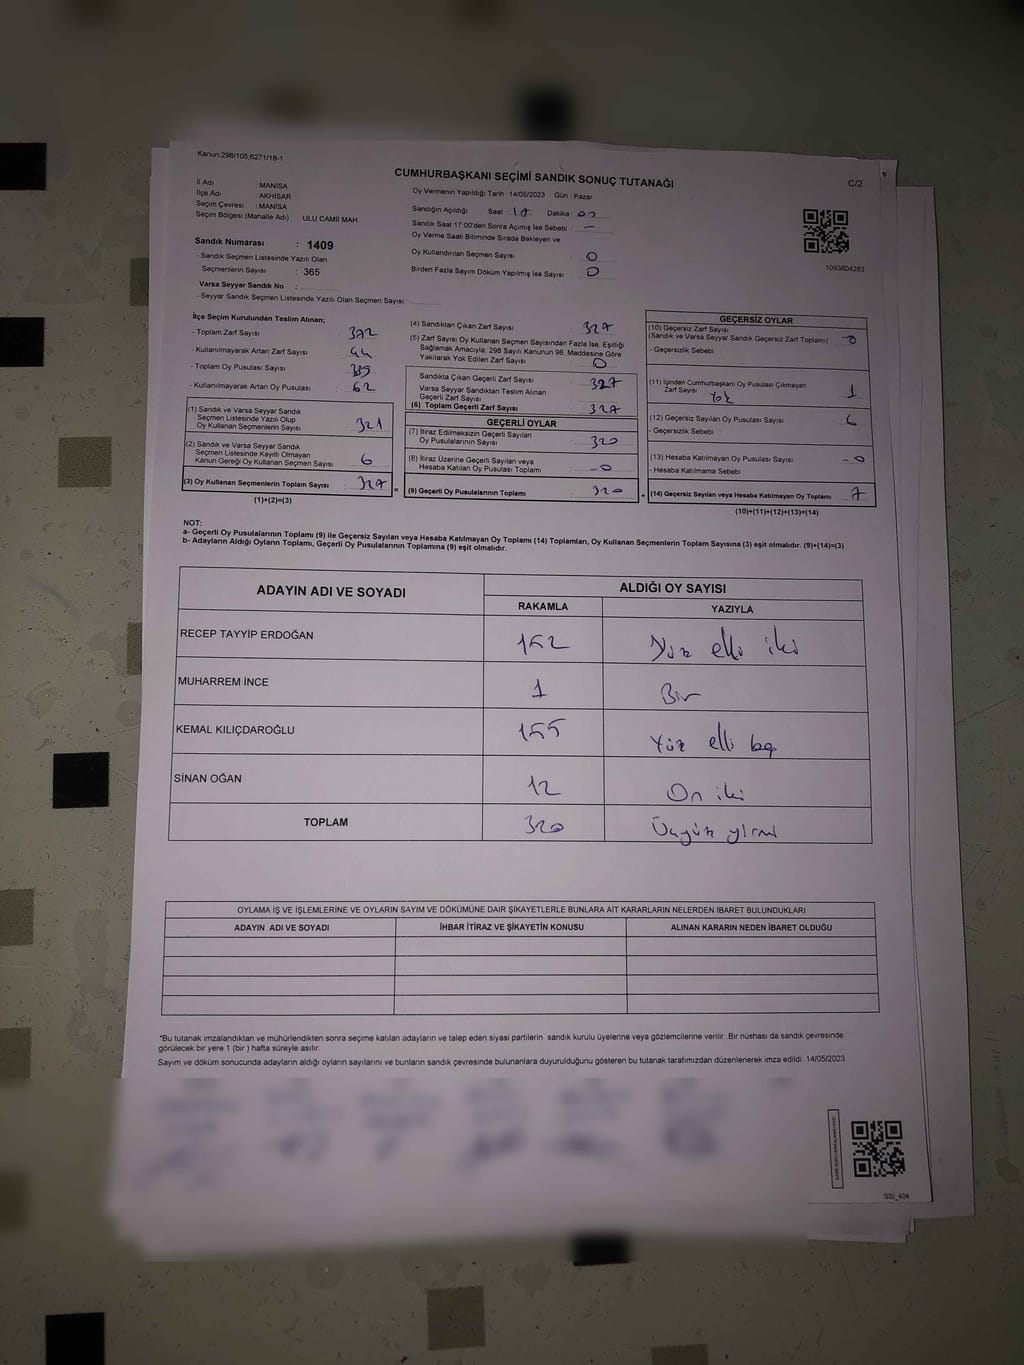 Kanun;298/105;6271/18-1
CUMHURBAŞKANI SEÇİMİ SANDIK SONUÇ TUTANAĞI
C/2
İl Adı : MANİSA
İlçe Adı : AKHİSAR
Seçim Çevresi : MANİSA
Seçim Bölgesi (Mahalle Adı) : ULU CAMİİ MAH.
Oy Vermenin Yapıldığı Tarih : 14/05/2023 Gün : Pazar
Sandığın Açıldığı Saat : 17 Dakika : 00
Sandık Saat 17:00'den Sonra Açımış İse Sebebi : -
Oy Verme Saati Bitiminde Sırada Bekleyen ve
Oy Kullandırılan Seçmen Sayısı : 0
Birden Fazla Sayım Döküm Yapılmış İse Sayısı : 0
1093804283
Sandık Numarası : 1409
- Sandık Seçmen Listesinde Yazılı Olan
Seçmenlerin Sayısı : 365
Varsa Seyyar Sandık No :
- Seyyar Sandık Seçmen Listesinde Yazılı Olan Seçmen Sayısı:
İlçe Seçim Kurulundan Teslim Alınan;
- Toplam Zarf Sayısı : 372
- Kullanılmayarak Artan Zarf Sayısı : 44
- Toplam Oy Pusulası Sayısı : 385
- Kullanılmayarak Artan Oy Pusulası : 62
(1) Sandık ve Varsa Seyyar Sandık
Seçmen Listesinde Yazılı Olup
Oy Kullanan Seçmenlerin Sayısı : 321
(2) Sandık ve Varsa Seyyar Sandık
Seçmen Listesinde Kayıtlı Olmayan
Kanun Gereği Oy Kullanan Seçmen Sayısı : 6
(3) Oy Kullanan Seçmenlerin Toplam Sayısı : 327
(1)+(2)=(3)
(4) Sandıktan Çıkan Zarf Sayısı : 327
(5) Zarf Sayısı Oy Kullanan Seçmen Sayısından Fazla İse, Eşitliği
Sağlamak Amacıyla; 298 Sayılı Kanunun 98. Maddesine Göre
Yakılarak Yok Edilen Zarf Sayısı : 0
Sandıkta Çıkan Geçerli Zarf Sayısı : 327
Varsa Seyyar Sandıktan Teslim Alınan
Geçerli Zarf Sayısı
(6) Toplam Geçerli Zarf Sayısı : 327
GEÇERLİ OYLAR
(7) İtiraz Edilmeksizin Geçerli Sayılan
Oy Pusulalarının Sayısı : 320
(8) İtiraz Üzerine Geçerli Sayılan veya
Hesaba Katılan Oy Pusulası Toplamı : -0
= (9) Geçerli Oy Pusulalarının Toplamı : 320
GEÇERSİZ OYLAR
(10) Geçersiz Zarf Sayısı
(Sandık ve Varsa Seyyar Sandık Geçersiz Zarf Toplamı) : 0
- Geçersizlik Sebebi :
(11) İçinden Cumhurbaşkanı Oy Pusulası Çıkmayan
Zarf Sayısı Yok 1
(12) Geçersiz Sayılan Oy Pusulası Sayısı : 6
- Geçersizlik Sebebi :
(13) Hesaba Katılmayan Oy Pusulası Sayısı : -0
- Hesaba Katılmama Sebebi :
+ (14) Geçersiz Sayılan veya Hesaba Katılmayan Oy Toplamı : 7
(10)+(11)+(12)+(13)=(14)
NOT:
a- Geçerli Oy Pusulalarının Toplamı (9) ile Geçersiz Sayılan veya Hesaba Katılmayan Oy Toplamı (14) Toplamları, Oy Kullanan Seçmenlerin Toplam Sayısına (3) eşit olmalıdır. (9)+(14)=(3)
b- Adayların Aldığı Oyların Toplamı, Geçerli Oy Pusulalarının Toplamına (9) eşit olmalıdır.
ADAYIN ADI VE SOYADI
ALDIĞI OY SAYISI
RAKAMLA YAZIYLA
RECEP TAYYİP ERDOĞAN 152 Yüz elli iki
MUHARREM İNCE 1 Bir
KEMAL KILIÇDAROĞLU 155 Yüz elli beş
SİNAN OĞAN 12 On iki
TOPLAM 320 Üçyüz yirmi
OYLAMA İŞ VE İŞLEMLERİNE VE OYLARIN SAYIM VE DÖKÜMÜNE DAİR ŞİKAYETLERLE BUNLARA AİT KARARLARIN NELERDEN İBARET BULUNDUKLARI
ADAYIN ADI VE SOYADI İHBAR İTİRAZ VE ŞİKAYETİN KONUSU ALINAN KARARIN NEDEN İBARET OLDUĞU
*Bu tutanak imzalandıktan ve mühürlendikten sonra seçime katılan adayların ve talep eden siyasi partilerin sandık kurulu üyelerine veya gözlemcilerine verilir. Bir nüshası da sandık çevresinde
görülecek bir yere 1 (bir) hafta süreyle asılır.
Sayım ve döküm sonucunda adayların aldığı oyların sayılarını ve bunların sandık çevresinde bulunanlara duyurulduğunu gösteren bu tutanak tarafımızdan düzenlenerek imza edildi. 14/05/2023
SSI_404